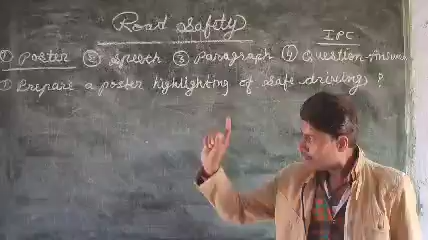 Road Safety
IPC
① Poster ② Speech ③ Paragraph ④ Question-Answer
① Prepare a poster highlighting of safe driving ?